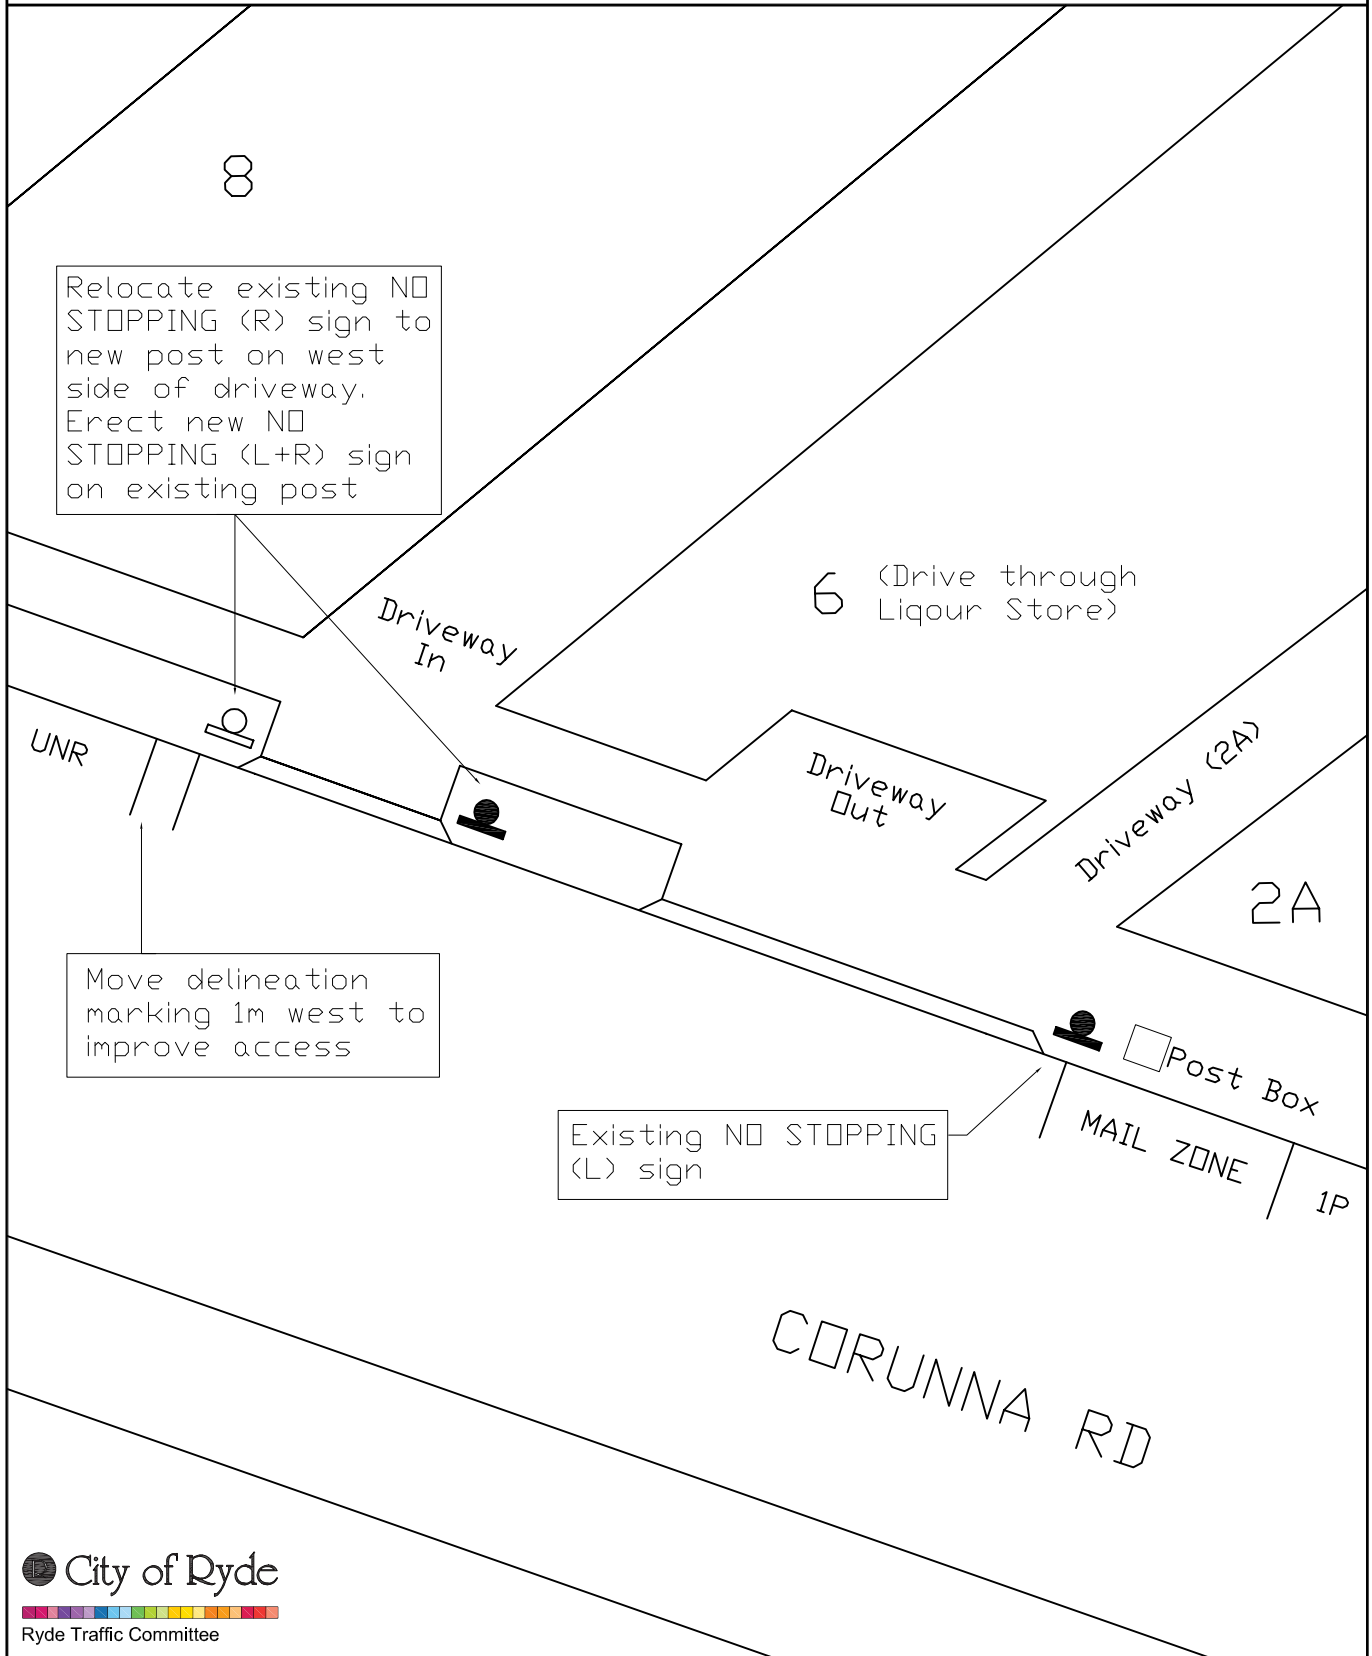 8
Relocate existing NO
STOPPING (R) sign to
new post on west
side of driveway.
Erect new NO
STOPPING (L+R) sign
on existing post
6
(Drive through
Liqour Store)
Driveway
In
UNR
Driveway
Out
Driveway (2A)
2A
Move delineation
marking 1m west to
improve access
Post Box
Existing NO STOPPING
(L) sign
MAIL ZONE
1P
CORUNNA RD
City of Ryde
Ryde Traffic Committee